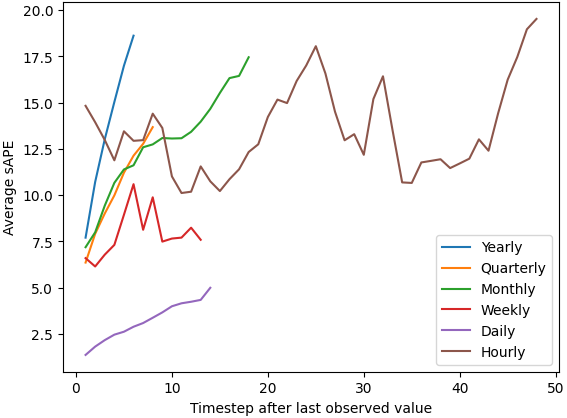 20.0
17.5
15.0
12.5
10.0
7.5
5.0
2.5
Average sAPE
Yearly
Quarterly
Monthly
Weekly
Daily
Hourly
0 10 20 30 40 50
Timestep after last observed value